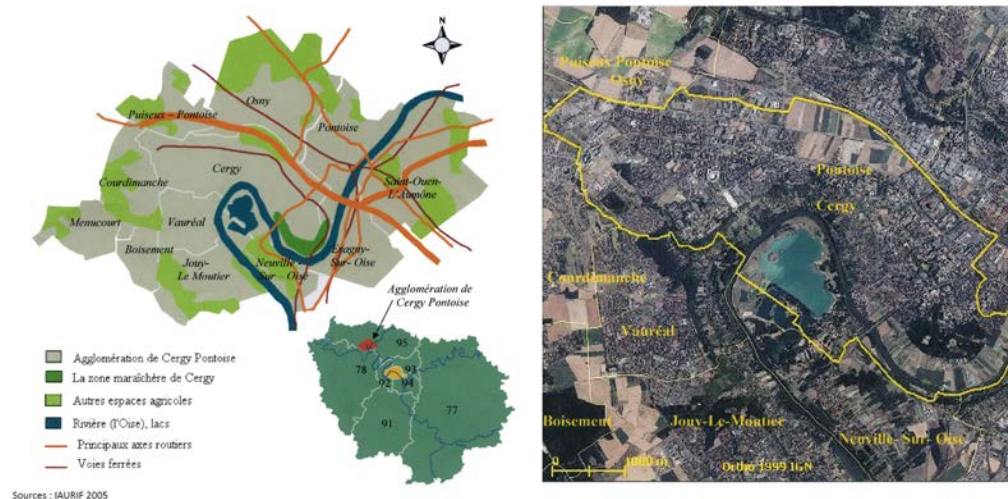 N
Osny
Puiseux – Pontoise
Pontoise
Cergy
Saint-Ouen-
L'Aumône
Courdimanche
Menucourt
Vauréal
Boisement
Jouy-
Le Moutier
Neuville
Sur – Oise
Eragny-
Sur- Oise
Agglomération de
Cergy Pontoise
95
78
93
92
94
77
91
Agglomération de Cergy Pontoise
La zone maraîchère de Cergy
Autres espaces agricoles
Rivière (l'Oise), lacs
Principaux axes routiers
Voies ferrées
Sources : IAURIF 2005
Puiseux Pontoise
Osny
Pontoise
Cergy
Courdimanche
Vauréal
Boisement
Jouy-Le-Moutier
Neuville- Sur- Oise
0 1000 m
Ortho 1999 IGN